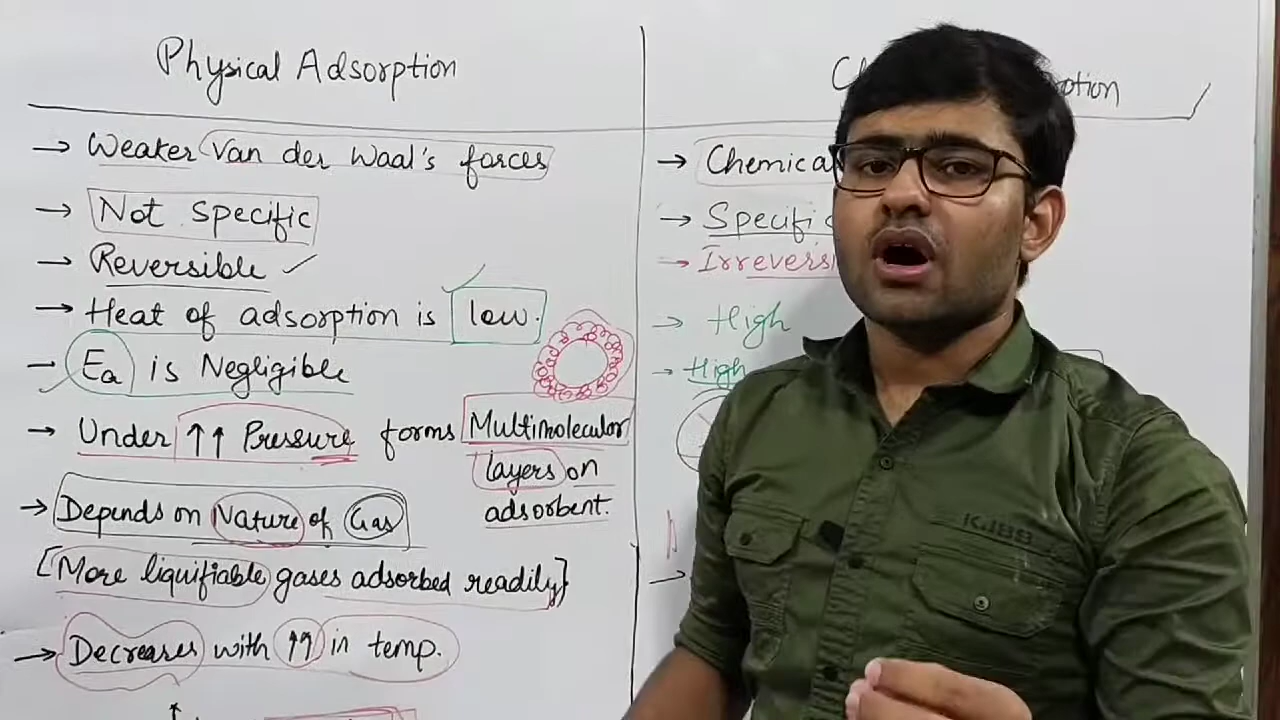 Physical Adsorption
→ Weaker Van der Waal's forces
→ Not Specific
→ Reversible ✓
→ Heat of adsorption is low.
– Ea is Negligible
→ Under ↑↑ Pressure forms Multimolecular
layers on
adsorbent.
→ Depends on Nature of Gas
[More liquifiable gases adsorbed readily}
→ Decreases with ↑↑ in temp.
→ Chemica
→ Specific
→ Irreversi
→ High
→ High
KJBB